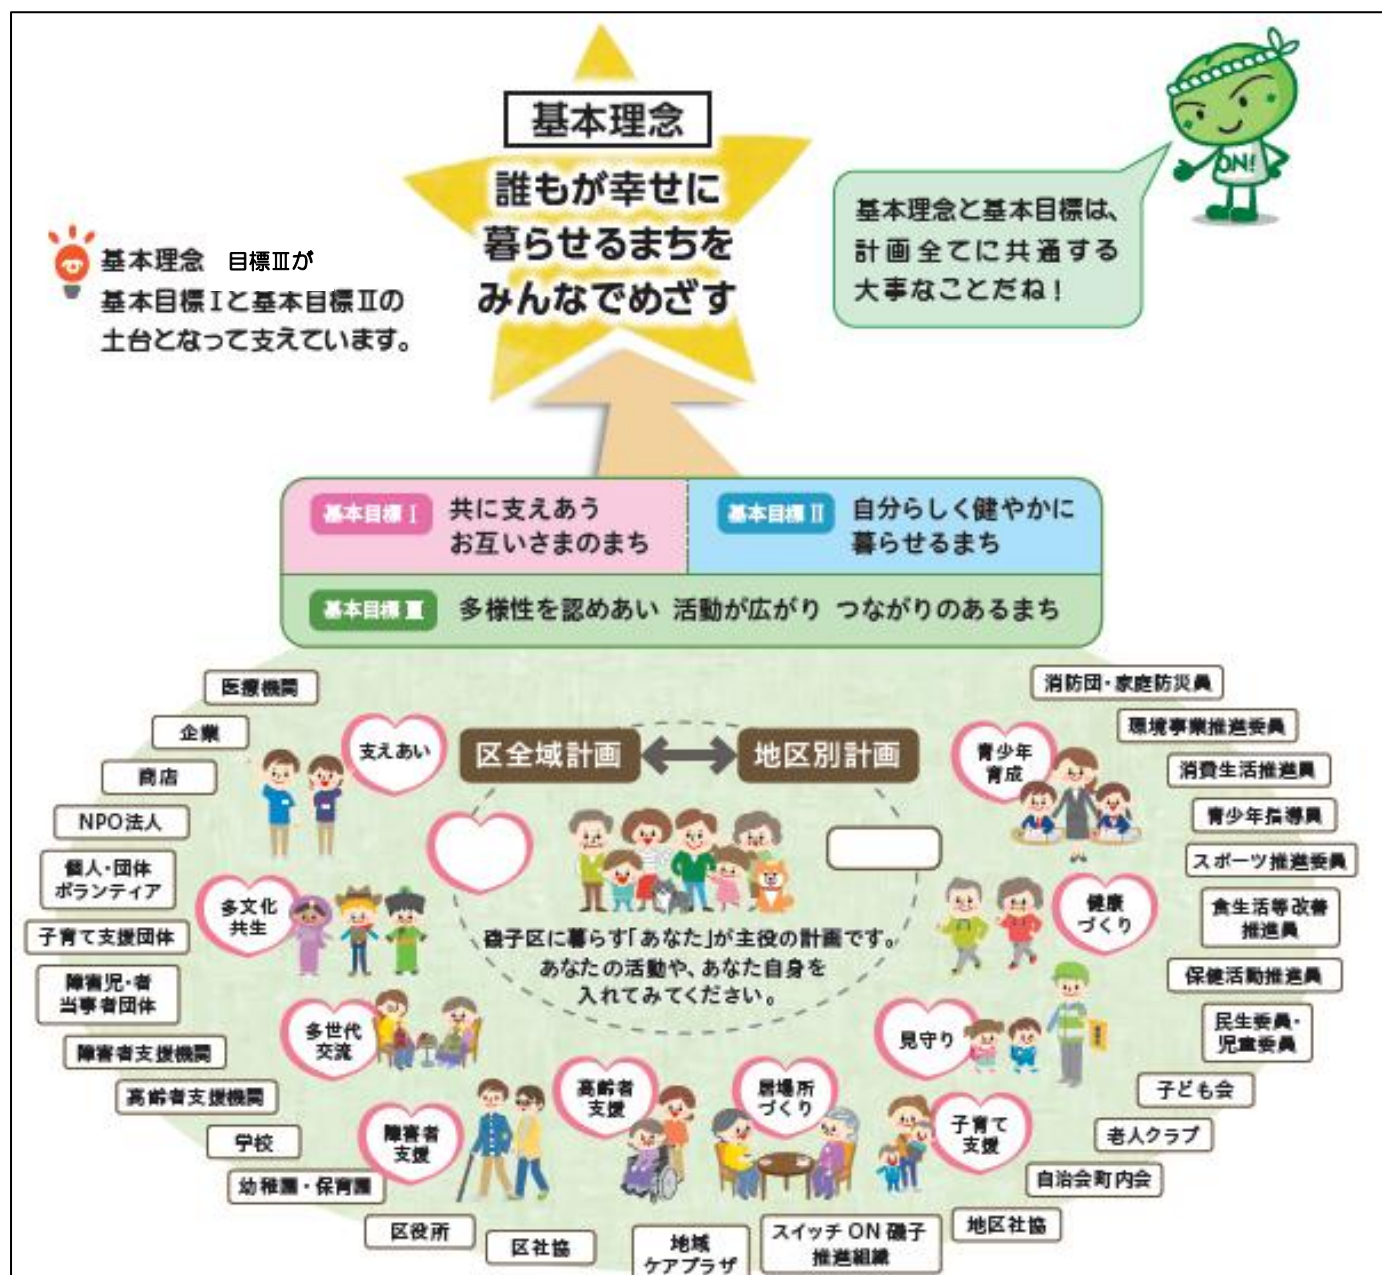 基本理念
誰もが幸せに
暮らせるまちを
みんなでめざす
ON!
基本理念と基本目標は、
計画全てに共通する
大事なことだね！
基本理念 目標Ⅲが
基本目標Ⅰと基本目標Ⅱの
土台となって支えています。
基本目標Ⅰ
共に支えあう
お互いさまのまち
基本目標Ⅱ
自分らしく健やかに
暮らせるまち
基本目標Ⅲ
多様性を認めあい 活動が広がり つながりのあるまち
医療機関
企業
商店
NPO法人
個人・団体
ボランティア
子育て支援団体
障害児・者
当事者団体
障害者支援機関
高齢者支援機関
学校
幼稚園・保育園
区役所
区社協
地域
ケアプラザ
スイッチON磯子
推進組織
地区社協
自治会町内会
老人クラブ
子ども会
民生委員・
児童委員
保健活動推進員
食生活等改善
推進員
スポーツ推進委員
青少年指導員
消費生活推進員
環境事業推進委員
消防団・家庭防災員
支えあい
区全域計画
地区別計画
青少年
育成
多文化
共生
健康
づくり
磯子区に暮らす「あなた」が主役の計画です。
あなたの活動や、あなた自身を
入れてみてください。
多世代
交流
見守り
障害者
支援
高齢者
支援
居場所
づくり
子育て
支援